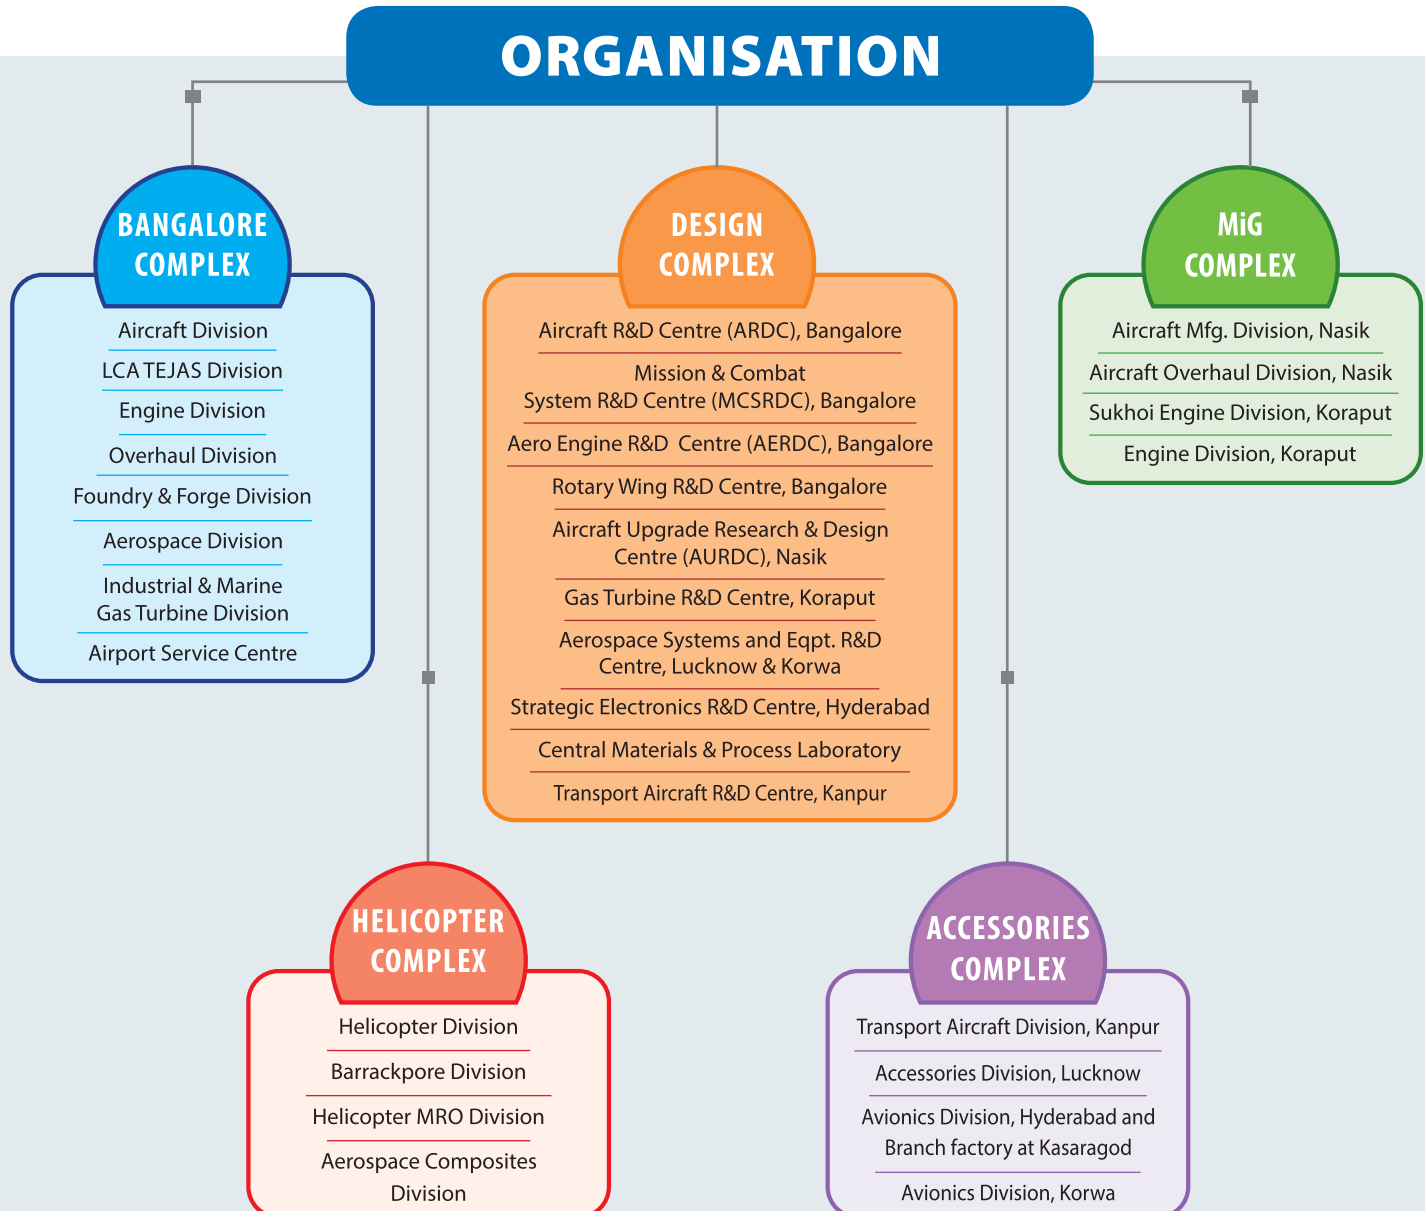 ORGANISATION
BANGALORE
COMPLEX
Aircraft Division
LCA TEJAS Division
Engine Division
Overhaul Division
Foundry & Forge Division
Aerospace Division
Industrial & Marine
Gas Turbine Division
Airport Service Centre
DESIGN
COMPLEX
Aircraft R&D Centre (ARDC), Bangalore
Mission & Combat
System R&D Centre (MCSRDC), Bangalore
Aero Engine R&D Centre (AERDC), Bangalore
Rotary Wing R&D Centre, Bangalore
Aircraft Upgrade Research & Design
Centre (AURDC), Nasik
Gas Turbine R&D Centre, Koraput
Aerospace Systems and Eqpt. R&D
Centre, Lucknow & Korwa
Strategic Electronics R&D Centre, Hyderabad
Central Materials & Process Laboratory
Transport Aircraft R&D Centre, Kanpur
MiG
COMPLEX
Aircraft Mfg. Division, Nasik
Aircraft Overhaul Division, Nasik
Sukhoi Engine Division, Koraput
Engine Division, Koraput
HELICOPTER
COMPLEX
Helicopter Division
Barrackpore Division
Helicopter MRO Division
Aerospace Composites
Division
ACCESSORIES
COMPLEX
Transport Aircraft Division, Kanpur
Accessories Division, Lucknow
Avionics Division, Hyderabad and
Branch factory at Kasaragod
Avionics Division, Korwa